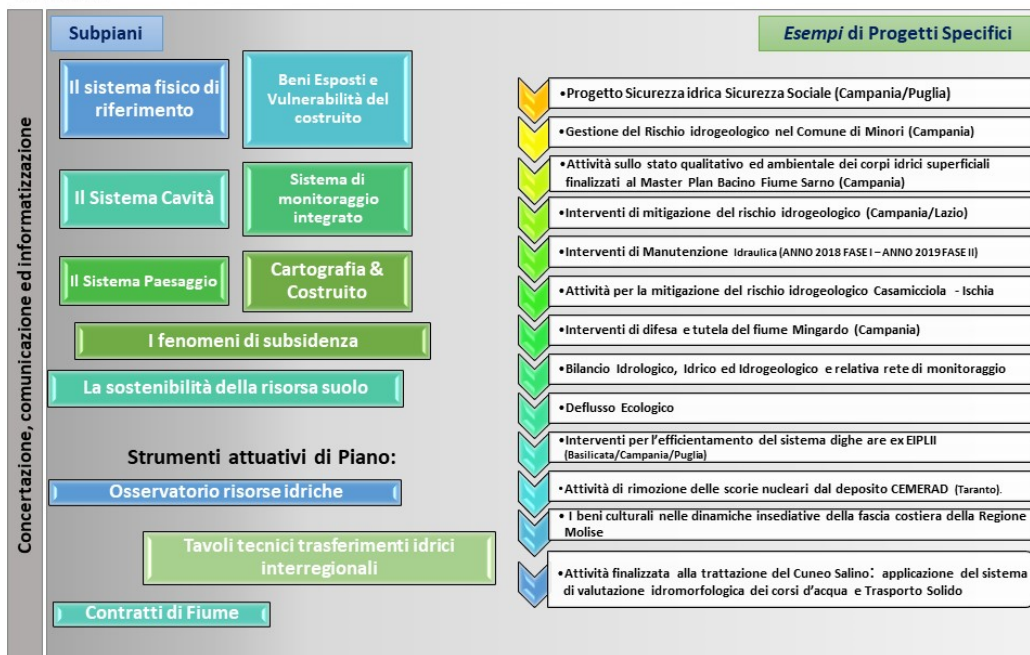 Concertazione, comunicazione ed informatizzazione
Subpiani
Il sistema fisico di
riferimento
Beni Esposti e
Vulnerabilità del
costruito
Il Sistema Cavità
Sistema di
monitoraggio
integrato
Il Sistema Paesaggio
Cartografia &
Costruito
I fenomeni di subsidenza
La sostenibilità della risorsa suolo
Strumenti attuativi di Piano:
Osservatorio risorse idriche
Tavoli tecnici trasferimenti idrici
interregionali
Contratti di Fiume
Esempi di Progetti Specifici
•Progetto Sicurezza idrica Sicurezza Sociale (Campania/Puglia)
•Gestione del Rischio idrogeologico nel Comune di Minori (Campania)
•Attività sullo stato qualitativo ed ambientale dei corpi idrici superficiali
finalizzati al Master Plan Bacino Fiume Sarno (Campania)
•Interventi di mitigazione del rischio idrogeologico (Campania/Lazio)
•Interventi di Manutenzione Idraulica (ANNO 2018 FASE I – ANNO 2019 FASE II)
•Attività per la mitigazione del rischio idrogeologico Casamicciola - Ischia
•Interventi di difesa e tutela del fiume Mingardo (Campania)
•Bilancio Idrologico, Idrico ed Idrogeologico e relativa rete di monitoraggio
•Deflusso Ecologico
•Interventi per l'efficientamento del sistema dighe are ex EIPLII
(Basilicata/Campania/Puglia)
•Attività di rimozione delle scorie nucleari dal deposito CEMERAD (Taranto).
• I beni culturali nelle dinamiche insediative della fascia costiera della Regione
Molise
•Attività finalizzata alla trattazione del Cuneo Salino: applicazione del sistema
di valutazione idromorfologica dei corsi d'acqua e Trasporto Solido